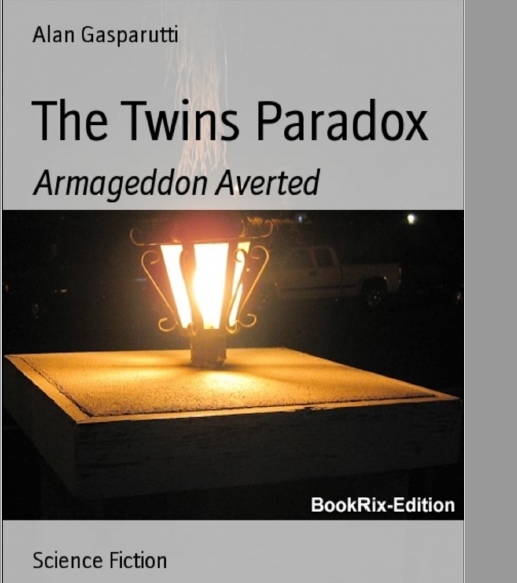 Alan Gasparutti
The Twins Paradox
Armageddon Averted
BookRix-Edition
Science Fiction